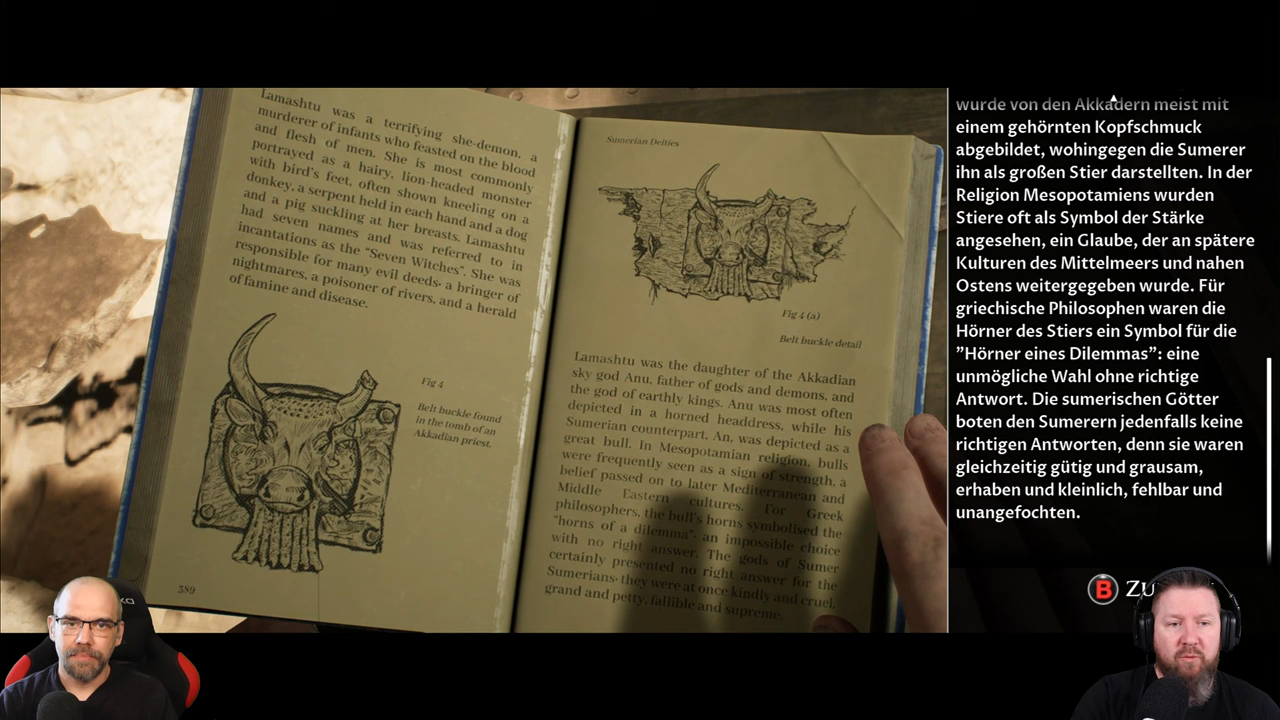 Lamashtu was a terrifying she-demon, a
murderer of infants who feasted on the blood
and flesh of men. She is most commonly
portrayed as a hairy, lion-headed monster
with bird's feet, often shown kneeling on a
donkey, a serpent held in each hand and a dog
and a pig suckling at her breasts. Lamashtu
had seven names and was referred to in
incantations as the "Seven Witches". She was
responsible for many evil deeds: a bringer of
nightmares, a poisoner of rivers, and a herald
of famine and disease.
Fig 4
Belt buckle found
in the tomb of an
Akkadian priest.
389
Sumerian Deities
Fig 4 (a)
Belt buckle detail
Lamashtu was the daughter of the Akkadian
sky god Anu, father of gods and demons, and
the god of earthly kings. Anu was most often
depicted in a horned headdress, while his
Sumerian counterpart, An, was depicted as a
great bull. In Mesopotamian religion, bulls
were frequently seen as a sign of strength, a
belief passed on to later Mediterranean and
Middle Eastern cultures. For Greek
philosophers, the bull's horns symbolised the
"horns of a dilemma": an impossible choice
with no right answer. The gods of Sumer
certainly presented no right answer for the
Sumerians: they were at once kindly and cruel,
grand and petty, fallible and supreme.
wurde von den Akkadern meist mit
einem gehörnten Kopfschmuck
abgebildet, wohingegen die Sumerer
ihn als großen Stier darstellten. In der
Religion Mesopotamiens wurden
Stiere oft als Symbol der Stärke
angesehen, ein Glaube, der an spätere
Kulturen des Mittelmeers und nahen
Ostens weitergegeben wurde. Für
griechische Philosophen waren die
Hörner des Stiers ein Symbol für die
"Hörner eines Dilemmas": eine
unmögliche Wahl ohne richtige
Antwort. Die sumerischen Götter
boten den Sumerern jedenfalls keine
richtigen Antworten, denn sie waren
gleichzeitig gütig und grausam,
erhaben und kleinlich, fehlbar und
unangefochten.
B Zu